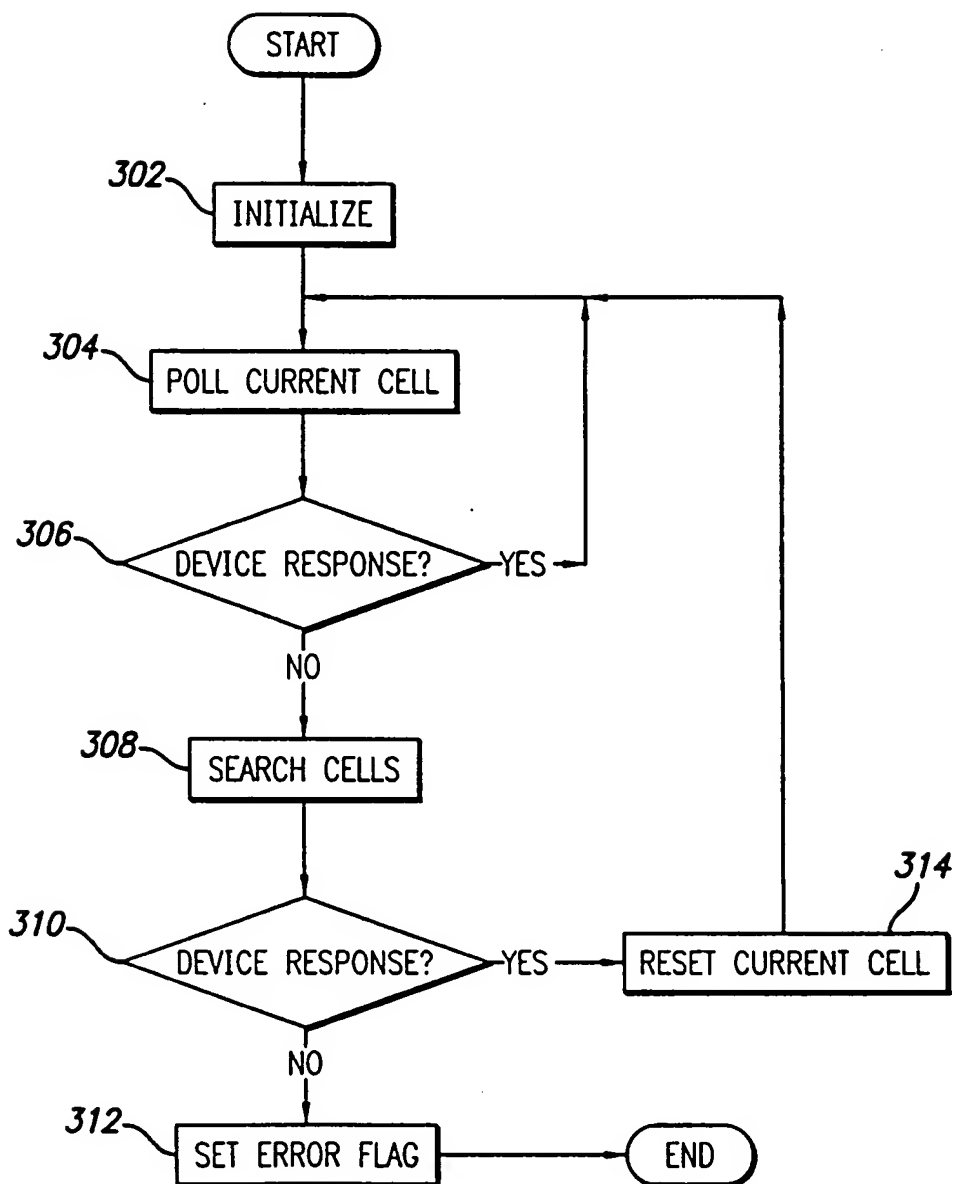 START
302
INITIALIZE
304
POLL CURRENT CELL
306
DEVICE RESPONSE?
YES
NO
308
SEARCH CELLS
310
DEVICE RESPONSE?
YES
314
RESET CURRENT CELL
NO
312
SET ERROR FLAG
END